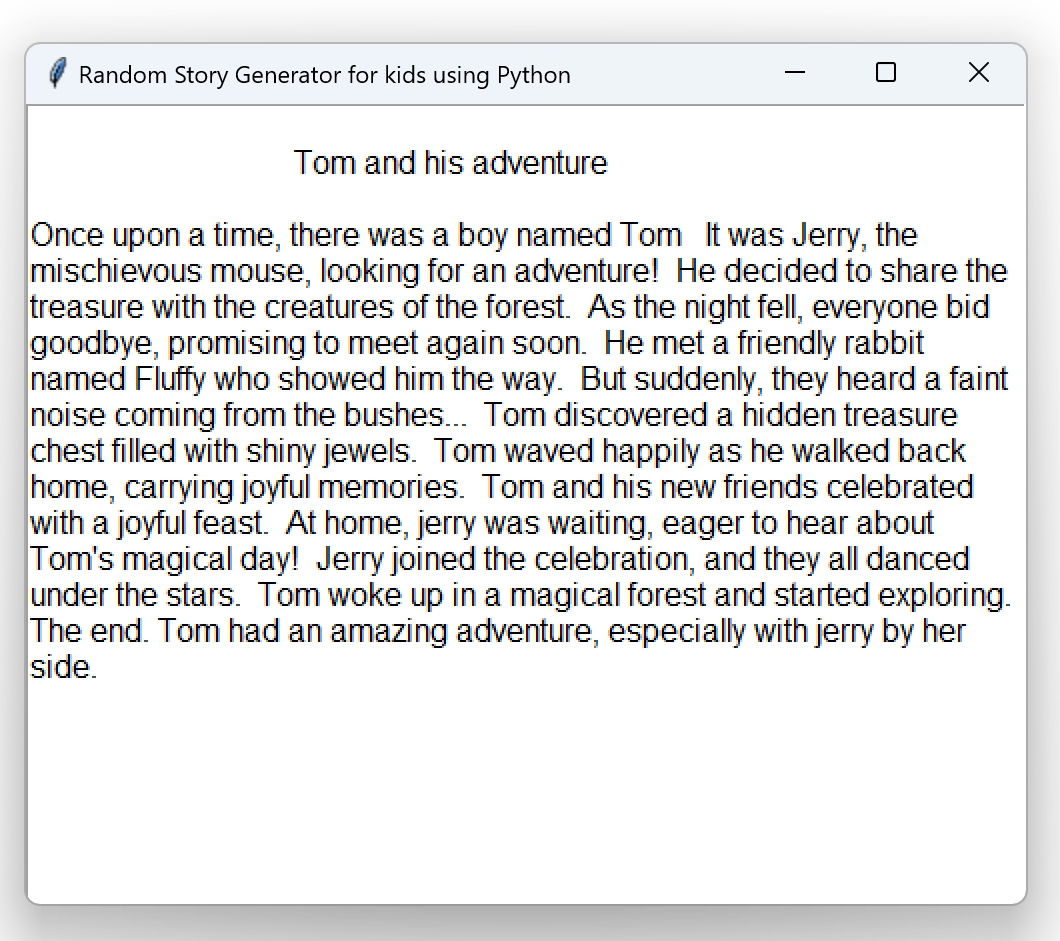 Random Story Generator for kids using Python
Tom and his adventure
Once upon a time, there was a boy named Tom   It was Jerry, the
mischievous mouse, looking for an adventure!  He decided to share the
treasure with the creatures of the forest.  As the night fell, everyone bid
goodbye, promising to meet again soon.  He met a friendly rabbit
named Fluffy who showed him the way.  But suddenly, they heard a faint
noise coming from the bushes...  Tom discovered a hidden treasure
chest filled with shiny jewels.  Tom waved happily as he walked back
home, carrying joyful memories.  Tom and his new friends celebrated
with a joyful feast.  At home, jerry was waiting, eager to hear about
Tom's magical day!  Jerry joined the celebration, and they all danced
under the stars.  Tom woke up in a magical forest and started exploring.
The end. Tom had an amazing adventure, especially with jerry by her
side.